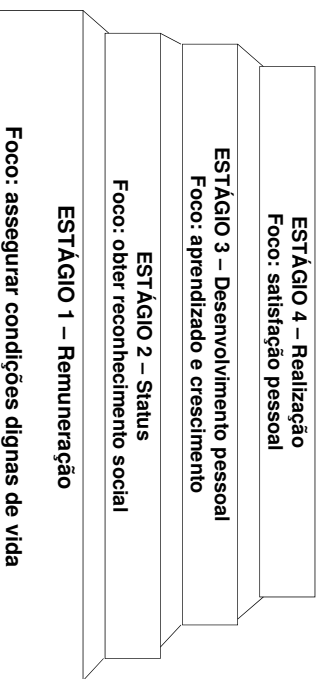 ESTÁGIO 4 – Realização
Foco: satisfação pessoal
ESTÁGIO 3 – Desenvolvimento pessoal
Foco: aprendizado e crescimento
ESTÁGIO 2 – Status
Foco: obter reconhecimento social
ESTÁGIO 1 – Remuneração
Foco: assegurar condições dignas de vida